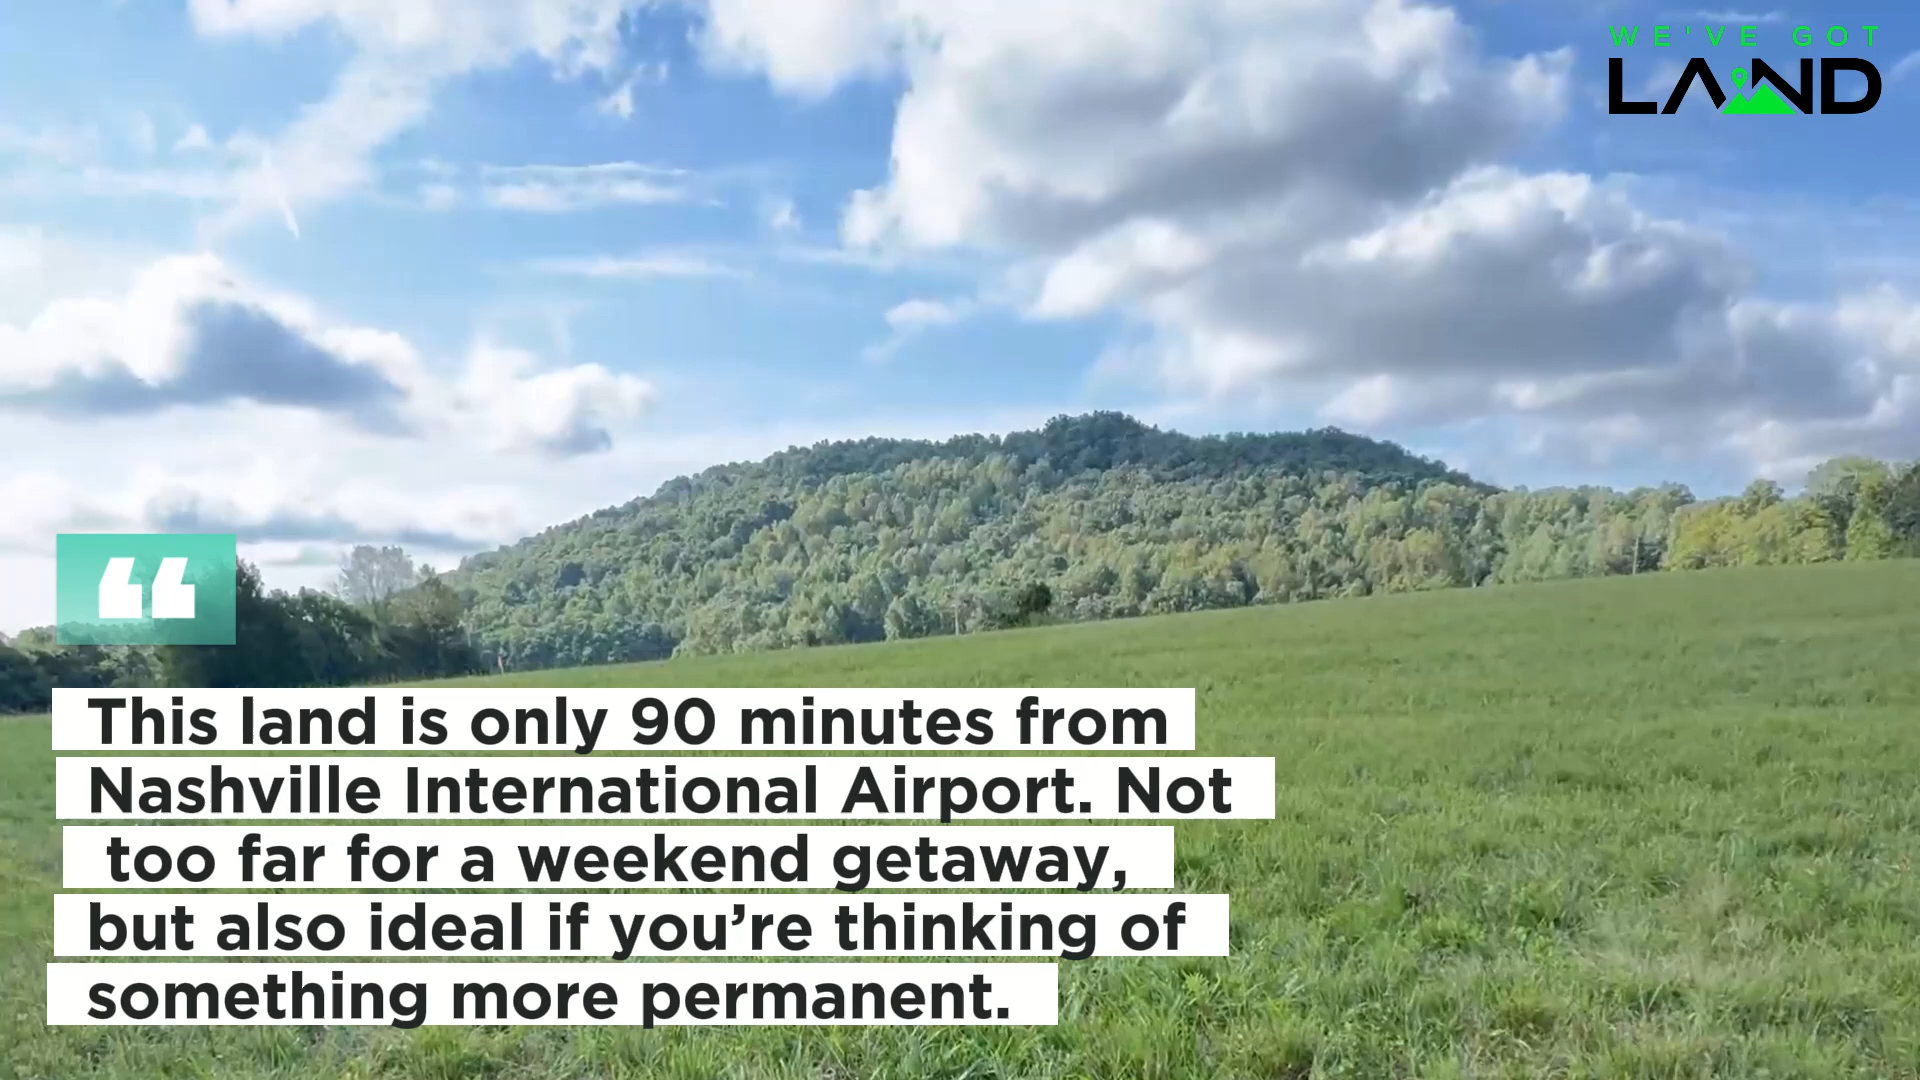 WE'VE GOT
LAND
“
This land is only 90 minutes from
Nashville International Airport. Not
too far for a weekend getaway,
but also ideal if you’re thinking of
something more permanent.